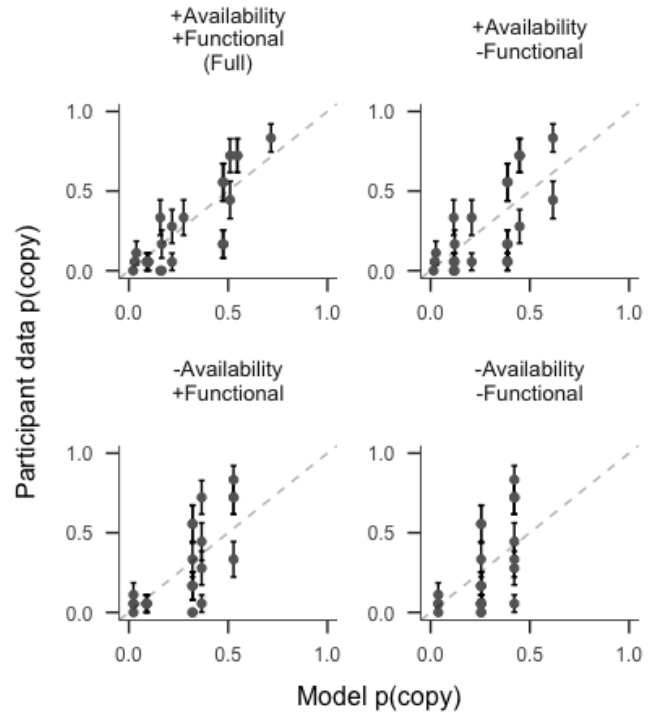 +Availability
+Functional
(Full)
+Availability
-Functional
1.0
0.5
0.0
0.0 0.5 1.0
1.0
0.5
0.0
0.0 0.5 1.0
-Availability
+Functional
-Availability
-Functional
1.0
0.5
0.0
0.0 0.5 1.0
1.0
0.5
0.0
0.0 0.5 1.0
Participant data p(copy)
Model p(copy)